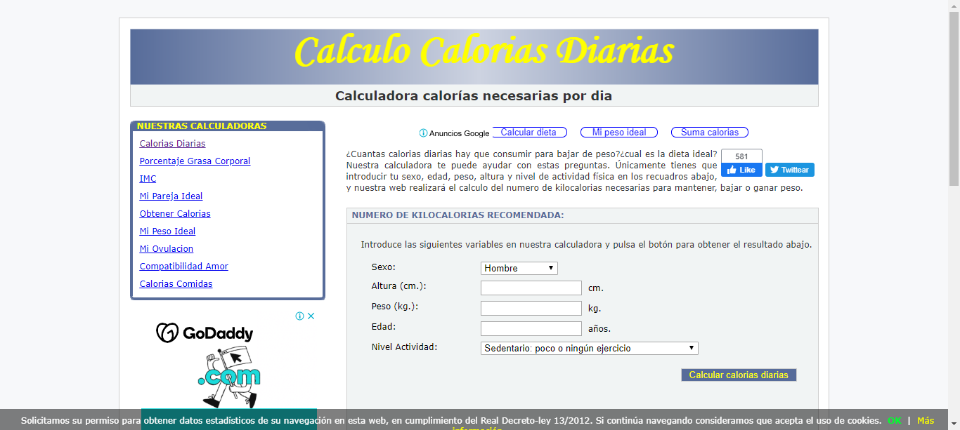 Calculo Calorias Diarias
Calculadora calorías necesarias por dia
NUESTRAS CALCULADORAS
Calorias Diarias
Porcentaje Grasa Corporal
IMC
Mi Pareja Ideal
Obtener Calorias
Mi Peso Ideal
Mi Ovulacion
Compatibilidad Amor
Calorias Comidas
GoDaddy
.com
Anuncios Google Calcular dieta Mi peso ideal Suma calorias
¿Cuantas calorias diarias hay que consumir para bajar de peso?¿cual es la dieta ideal?
Nuestra calculadora te puede ayudar con estas preguntas. Únicamente tienes que
introducir tu sexo, edad, peso, altura y nivel de actividad física en los recuadros abajo,
y nuestra web realizará el calculo del numero de kilocalorias necesarias para mantener, bajar o ganar peso.
581
Like Twittear
NUMERO DE KILOCALORIAS RECOMENDADA:
Introduce las siguientes variables en nuestra calculadora y pulsa el botón para obtener el resultado abajo.
Sexo: Hombre
Altura (cm.): cm.
Peso (kg.): kg.
Edad: años.
Nivel Actividad: Sedentario: poco o ningún ejercicio
Calcular calorias diarias
Solicitamos su permiso para obtener datos estadísticos de su navegación en esta web, en cumplimiento del Real Decreto-ley 13/2012. Si continúa navegando consideramos que acepta el uso de cookies. OK | Más
información